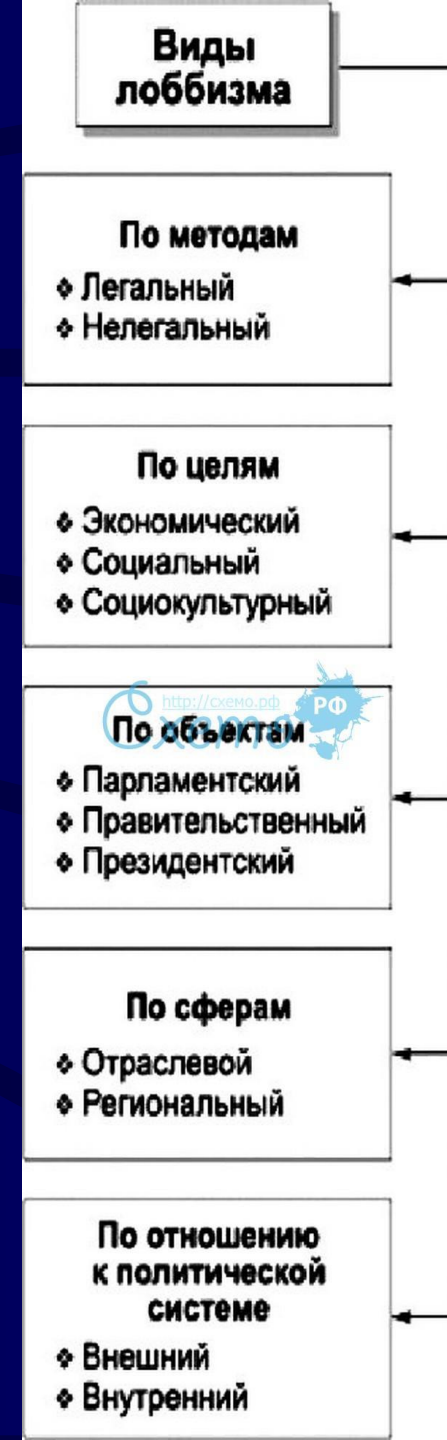 Виды
лоббизма
По методам
❖ Легальный
❖ Нелегальный
По целям
❖ Экономический
❖ Социальный
❖ Социокультурный
http://схемо.рф
Схемо РФ
По объектам
❖ Парламентский
❖ Правительственный
❖ Президентский
По сферам
❖ Отраслевой
❖ Региональный
По отношению
к политической
системе
❖ Внешний
❖ Внутренний